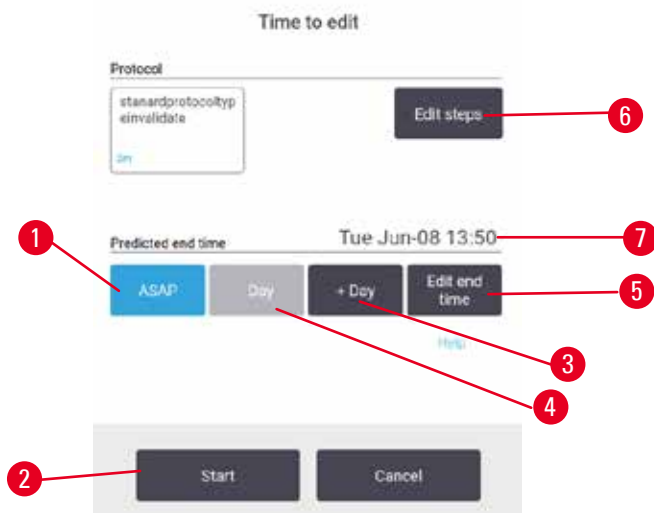 Time to edit
Protocol
stanardprotocoltyp
einvalidate
Edit steps
6
1
Predicted end time
Tue Jun-08 13:50
7
ASAP
Day
+ Day
Edit end
time
5
Help
3
4
2
Start
Cancel